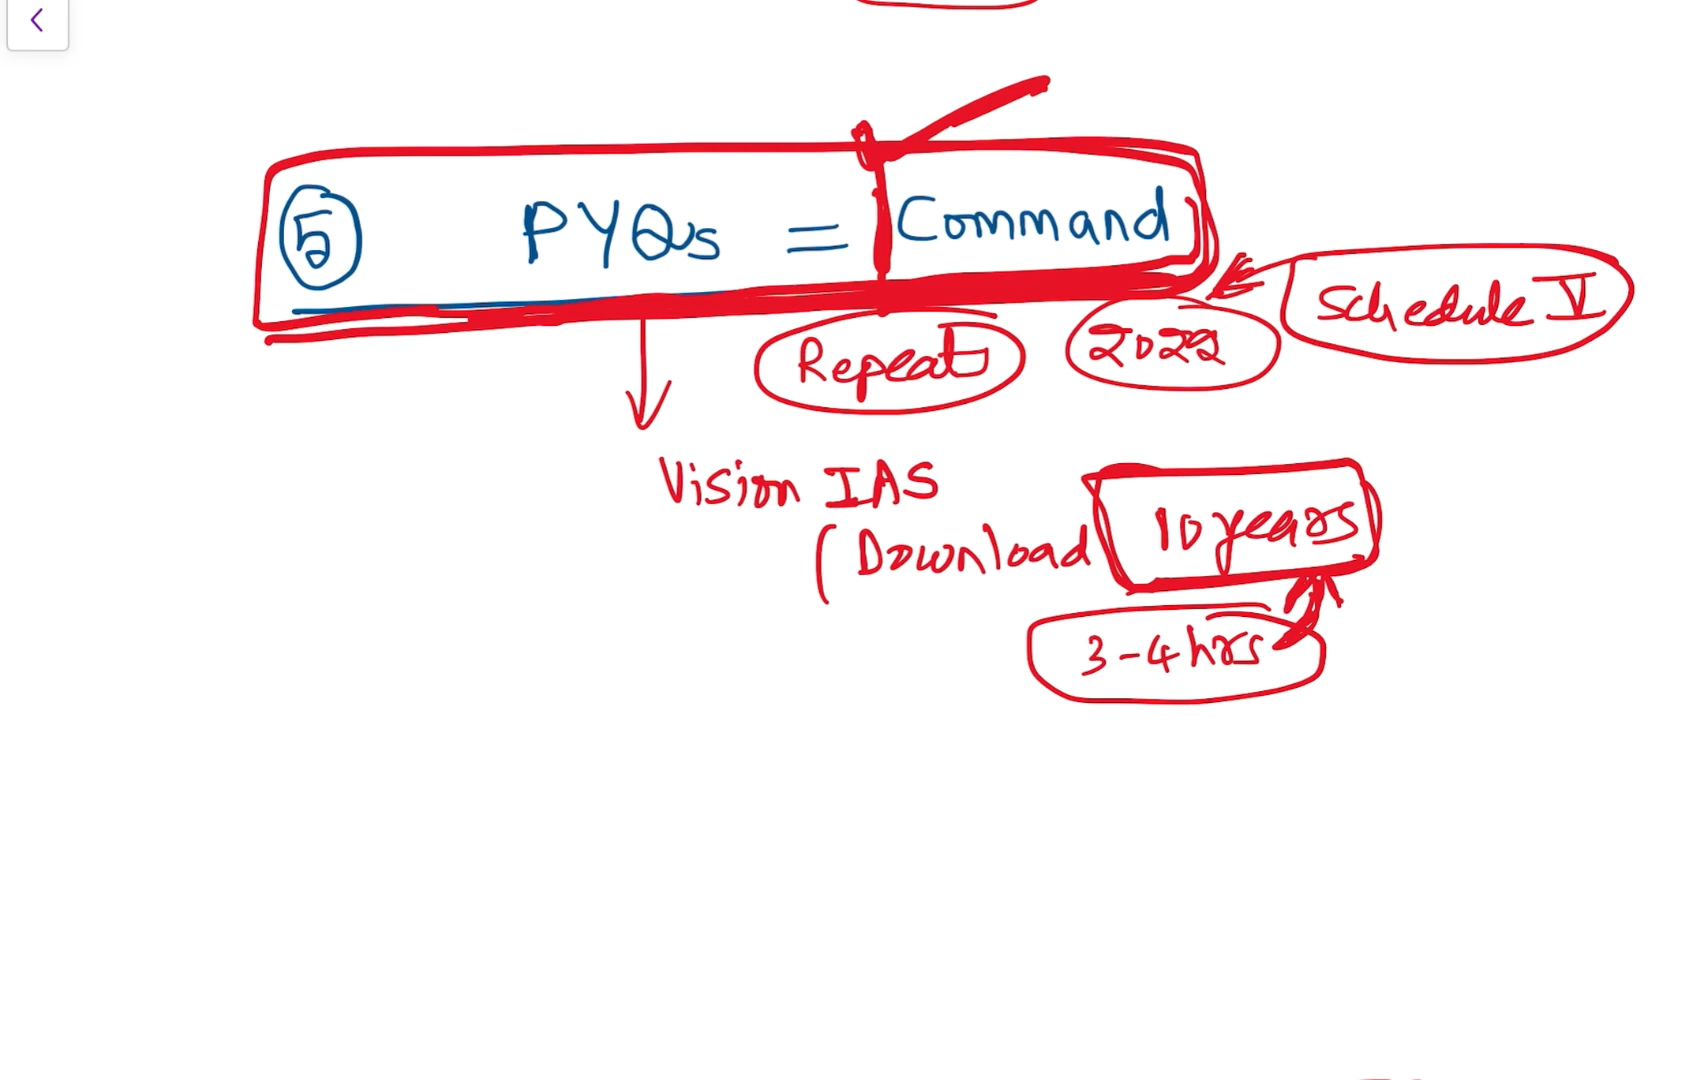 5 PYQs = Command
Repeat 2022 Schedule V
Vision IAS
(Download 10 years
3-4 hrs